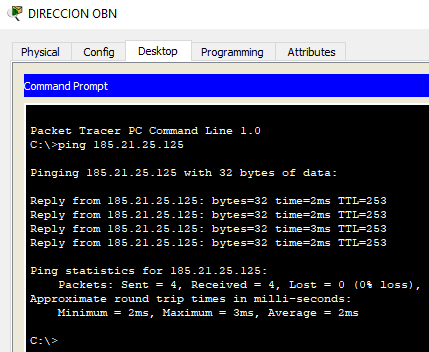 DIRECCION OBN
Physical Config Desktop Programming Attributes
Command Prompt
Packet Tracer PC Command Line 1.0
C:\>ping 185.21.25.125
Pinging 185.21.25.125 with 32 bytes of data:
Reply from 185.21.25.125: bytes=32 time=2ms TTL=253
Reply from 185.21.25.125: bytes=32 time=2ms TTL=253
Reply from 185.21.25.125: bytes=32 time=3ms TTL=253
Reply from 185.21.25.125: bytes=32 time=2ms TTL=253
Ping statistics for 185.21.25.125:
    Packets: Sent = 4, Received = 4, Lost = 0 (0% loss),
Approximate round trip times in milli-seconds:
    Minimum = 2ms, Maximum = 3ms, Average = 2ms
C:\>